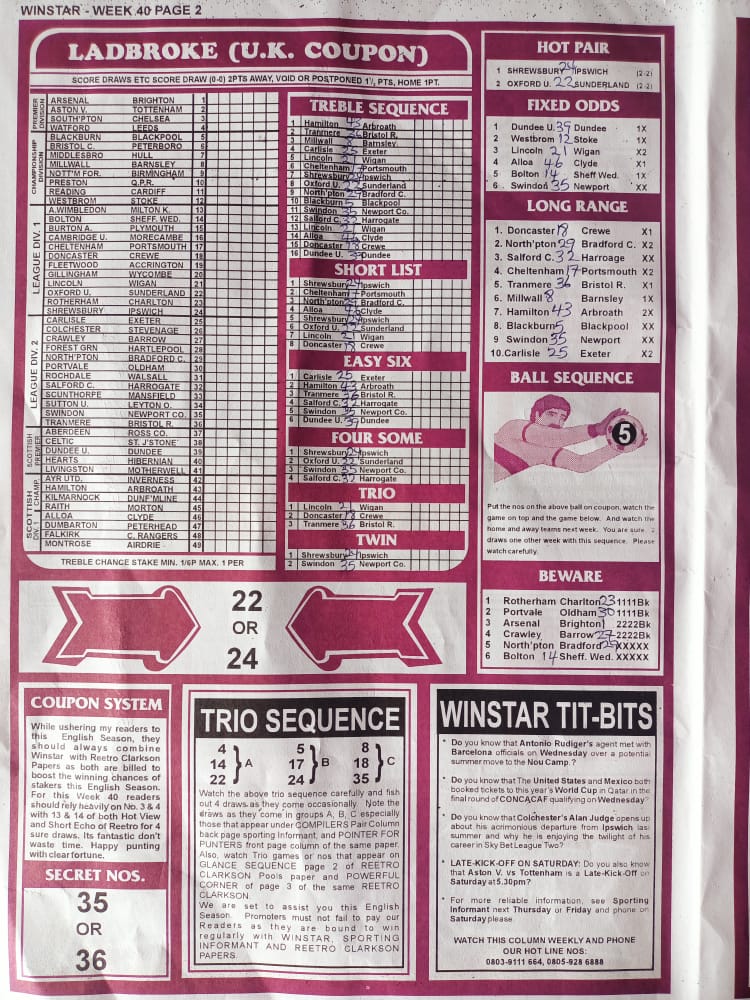 WINSTAR - WEEK 40 PAGE 2
LADBROKE (U.K. COUPON)
SCORE DRAWS ETC SCORE DRAW (0-0) 2PTS AWAY, VOID OR POSTPONED 1½, PTS, HOME 1PT.
PREMIER DIVISION
ARSENAL BRIGHTON 1
ASTON V. TOTTENHAM 2
SOUTH'PTON CHELSEA 3
WATFORD LEEDS 4
CHAMPIONSHIP DIVISION
BLACKBURN BLACKPOOL 5
BRISTOL C. PETERBORO 6
MIDDLESBRO HULL 7
MILLWALL BARNSLEY 8
NOTT'M FOR. BIRMINGHAM 9
PRESTON Q.P.R. 10
READING CARDIFF 11
WESTBROM STOKE 12
LEAGUE DIV. 1
A.WIMBLEDON MILTON K. 13
BOLTON SHEFF. WED. 14
BURTON A. PLYMOUTH 15
CAMBRIDGE U. MORECAMBE 16
CHELTENHAM PORTSMOUTH 17
DONCASTER CREWE 18
FLEETWOOD ACCRINGTON 19
GILLINGHAM WYCOMBE 20
LINCOLN WIGAN 21
OXFORD U. SUNDERLAND 22
ROTHERHAM CHARLTON 23
SHREWSBURY IPSWICH 24
LEAGUE DIV. 2
CARLISLE EXETER 25
COLCHESTER STEVENAGE 26
CRAWLEY BARROW 27
FOREST GRN HARTLEPOOL 28
NORTH'PTON BRADFORD C. 29
PORTVALE OLDHAM 30
ROCHDALE WALSALL 31
SALFORD C. HARROGATE 32
SCUNTHORPE MANSFIELD 33
SUTTON U. LEYTON O. 34
SWINDON NEWPORT CO. 35
TRANMERE BRISTOL R. 36
SCOTTISH PREMIER
ABERDEEN ROSS CO. 37
CELTIC ST. J'STONE 38
DUNDEE U. DUNDEE 39
HEARTS HIBERNIAN 40
LIVINGSTON MOTHERWELL 41
SCOTTISH DIV. 1 CHAMP.
AYR UTD. INVERNESS 42
HAMILTON ARBROATH 43
KILMARNOCK DUNF'MLINE 44
RAITH MORTON 45
ALLOA CLYDE 46
DUMBARTON PETERHEAD 47
FALKIRK C. RANGERS 48
MONTROSE AIRDRIE 49
TREBLE CHANCE STAKE MIN. 1/6P MAX. 1 PER
TREBLE SEQUENCE
1 Hamilton 43 Arbroath
2 Tranmere 36 Bristol R.
3 Millwall 8 Barnsley
4 Carlisle 25 Exeter
5 Lincoln 21 Wigan
6 Cheltenham 17 Portsmouth
7 Shrewsbury 24 Ipswich
8 Oxford U. 22 Sunderland
9 North'pton 29 Bradford C.
10 Blackburn 5 Blackpool
11 Swindon 35 Newport Co.
12 Salford C. 32 Harrogate
13 Lincoln 21 Wigan
14 Alloa 46 Clyde
15 Doncaster 18 Crewe
16 Dundee U. 39 Dundee
SHORT LIST
1 Shrewsbury 24 Ipswich
2 Cheltenham 17 Portsmouth
3 North'pton 29 Bradford C.
4 Alloa 46 Clyde
5 Shrewsbury 24 Ipswich
6 Oxford U. 22 Sunderland
7 Lincoln 21 Wigan
8 Doncaster 18 Crewe
EASY SIX
1 Carlisle 25 Exeter
2 Hamilton 43 Arbroath
3 Tranmere 36 Bristol R.
4 Salford C. 32 Harrogate
5 Swindon 35 Newport Co.
6 Dundee U. 39 Dundee
FOUR SOME
1 Shrewsbury 24 Ipswich
2 Oxford U. 22 Sunderland
3 Swindon 35 Newport Co.
4 Salford C. 32 Harrogate
TRIO
1 Lincoln 21 Wigan
2 Doncaster 18 Crewe
3 Tranmere 36 Bristol R.
TWIN
1 Shrewsbury 24 Ipswich
2 Swindon 35 Newport Co.
HOT PAIR
1 SHREWSBURY 24 IPSWICH (2-2)
2 OXFORD U. 22 SUNDERLAND (2-2)
FIXED ODDS
1 Dundee U. 39 Dundee 1X
2 Westbrom 12 Stoke 1X
3 Lincoln 21 Wigan X2
4 Alloa 46 Clyde X1
5 Bolton 14 Sheff Wed. 1X
6 Swindon 35 Newport XX
LONG RANGE
1. Doncaster 18 Crewe X1
2. North'pton 29 Bradford C. X2
3. Salford C. 32 Harroage XX
4. Cheltenham 17 Portsmouth X2
5. Tranmere 36 Bristol R. X1
6. Millwall 8 Barnsley 1X
7. Hamilton 43 Arbroath 2X
8. Blackburn 5 Blackpool XX
9 Swindon 35 Newport XX
10. Carlisle 25 Exeter X2
BALL SEQUENCE
5
Put the nos on the above ball on coupon, watch the
game on top and the game below. And watch the
home and away teams next week. You are sure. 2
draws one other week with this sequence. Please
watch carefully.
BEWARE
1 Rotherham Charlton 23 1111Bk
2 Portvale Oldham 30 1111Bk
3 Arsenal Brighton 1 2222Bk
4 Crawley Barrow 27 2222Bk
5 North'pton Bradford 29 XXXXX
6 Bolton 14 Sheff. Wed. XXXXX
22
OR
24
COUPON SYSTEM
While ushering my readers to
this English Season, they
should always combine
Winstar with Reetro Clarkson
Papers as both are billed to
boost the winning chances of
stakers this English Season.
For this Week 40 readers
should rely heavily on No. 3 & 4
with 13 & 14 of both Hot View
and Short Echo of Reetro for 4
sure draws. Its fantastic don't
waste time. Happy punting
with clear fortune.
SECRET NOS.
35
OR
36
TRIO SEQUENCE
4 14 22 } A
5 17 24 } B
8 18 35 } C
Watch the above trio sequence carefully and fish
out 4 draws as they come occasionally Note the
draws as they come in groups A, B, C especially
those that appear under COMPILERS Pair Column
back page sporting Informant, and POINTER FOR
PUNTERS front page column of the same paper.
Also, watch Trio games or nos that appear on
GLANCE SEQUENCE page 2 of REETRO
CLARKSON Pools paper and POWERFUL
CORNER of page 3 of the same REETRO
CLARKSON.
We are set to assist you this English
Season. Promoters must not fail to pay our
Readers as they are bound to win
regularly with WINSTAR, SPORTING
INFORMANT AND REETRO CLARKSON
PAPERS.
WINSTAR TIT-BITS
• Do you know that Antonio Rudiger's agent met with
Barcelona officials on Wednesday over a potential
summer move to the Nou Camp.?
• Do you know that The United States and Mexico both
booked tickets to this year's World Cup in Qatar in the
final round of CONCACAF qualifying on Wednesday?
• Do you know that Colchester's Alan Judge opens up
about his acrimonious departure from Ipswich last
summer and why he is enjoying the twilight of his
career in Sky Bet League Two?
• LATE-KICK-OFF ON SATURDAY: Do you also know
that Aston V. vs Tottenham is a Late-Kick-Off on
Saturday at 5.30pm?
• For more reliable information, see Sporting
Informant next Thursday or Friday and phone on
Saturday please.
WATCH THIS COLUMN WEEKLY AND PHONE
OUR HOT LINE NOS:
0803-9111 664, 0805-928 6888